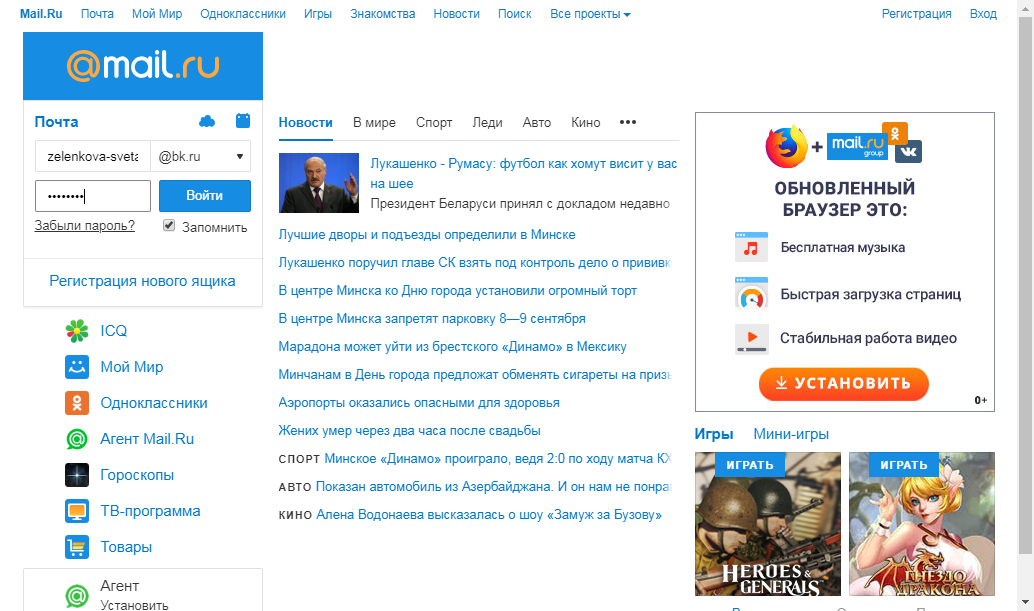 Mail.Ru Почта Мой Мир Одноклассники Игры Знакомства Новости Поиск Все проекты Регистрация Вход
@mail.ru
Почта
zelenkova-sveta @bk.ru
Войти
Забыли пароль? Запомнить
Регистрация нового ящика
ICQ
Мой Мир
Одноклассники
Агент Mail.Ru
Гороскопы
ТВ-программа
Товары
Агент
Установить
Новости В мире Спорт Леди Авто Кино •••
Лукашенко - Румасу: футбол как хомут висит у вас
на шее
Президент Беларуси принял с докладом недавно
Лучшие дворы и подъезды определили в Минске
Лукашенко поручил главе СК взять под контроль дело о прививк
В центре Минска ко Дню города установили огромный торт
В центре Минска запретят парковку 8—9 сентября
Марадона может уйти из брестского «Динамо» в Мексику
Минчанам в День города предложат обменять сигареты на призы
Аэропорты оказались опасными для здоровья
Жених умер через два часа после свадьбы
СПОРТ Минское «Динамо» проиграло, ведя 2:0 по ходу матча КХ
АВТО Показан автомобиль из Азербайджана. И он нам не понра
КИНО Алена Водонаева высказалась о шоу «Замуж за Бузову»
+ mail.ru
group
ОБНОВЛЕННЫЙ
БРАУЗЕР ЭТО:
Бесплатная музыка
Быстрая загрузка страниц
Стабильная работа видео
УСТАНОВИТЬ
0+
Игры Мини-игры
ИГРАТЬ ИГРАТЬ
HEROES &
GENERALS
ГНЕЗДО
ДРАКОНА